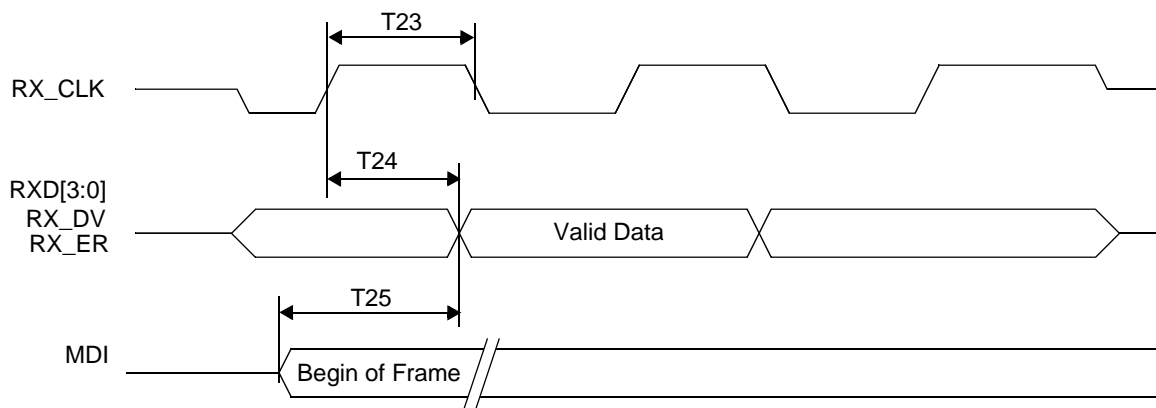 T23
RX_CLK
T24
RXD[3:0]
RX_DV
RX_ER
Valid Data
T25
MDI
Begin of Frame